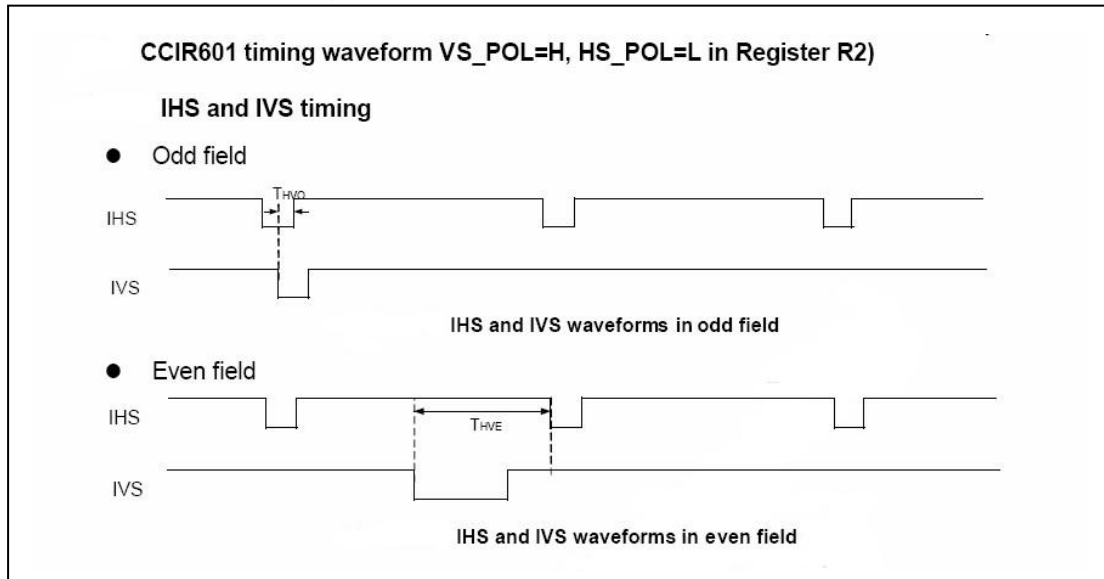 CCIR601 timing waveform VS_POL=H, HS_POL=L in Register R2)
IHS and IVS timing
● Odd field
THVO
IHS
IVS
IHS and IVS waveforms in odd field
● Even field
IHS
THVE
IVS
IHS and IVS waveforms in even field